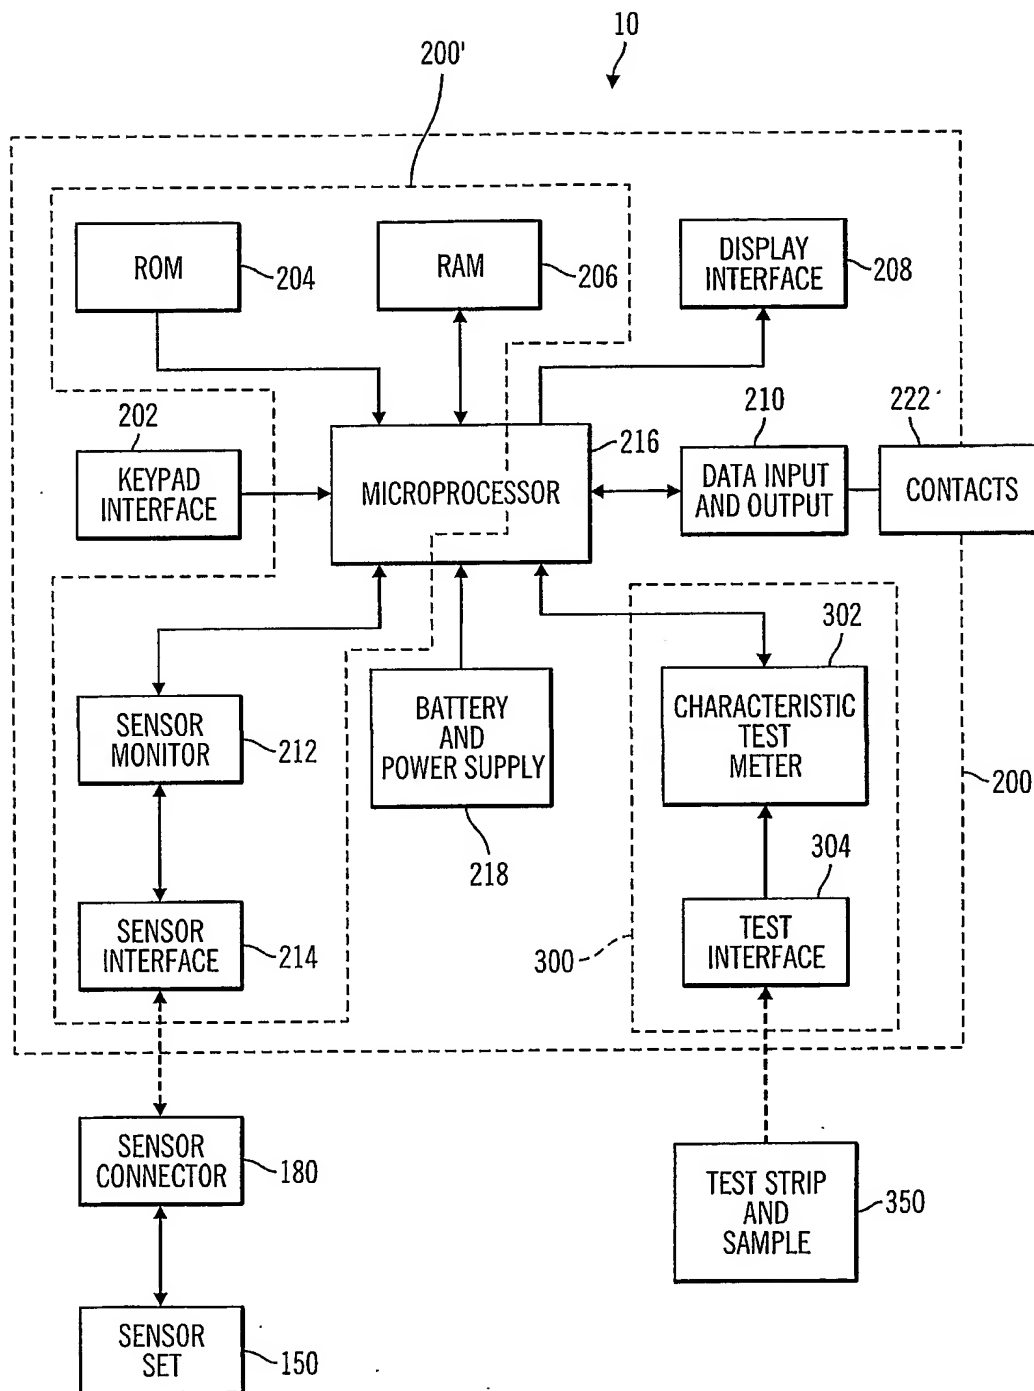 10
200'
ROM
204
RAM
206
DISPLAY
INTERFACE
208
202
KEYPAD
INTERFACE
MICROPROCESSOR
216
210
DATA INPUT
AND OUTPUT
222
CONTACTS
SENSOR
MONITOR
212
BATTERY
AND
POWER SUPPLY
218
302
CHARACTERISTIC
TEST
METER
200
304
TEST
INTERFACE
300
SENSOR
INTERFACE
214
SENSOR
CONNECTOR
180
TEST STRIP
AND
SAMPLE
350
SENSOR
SET
150